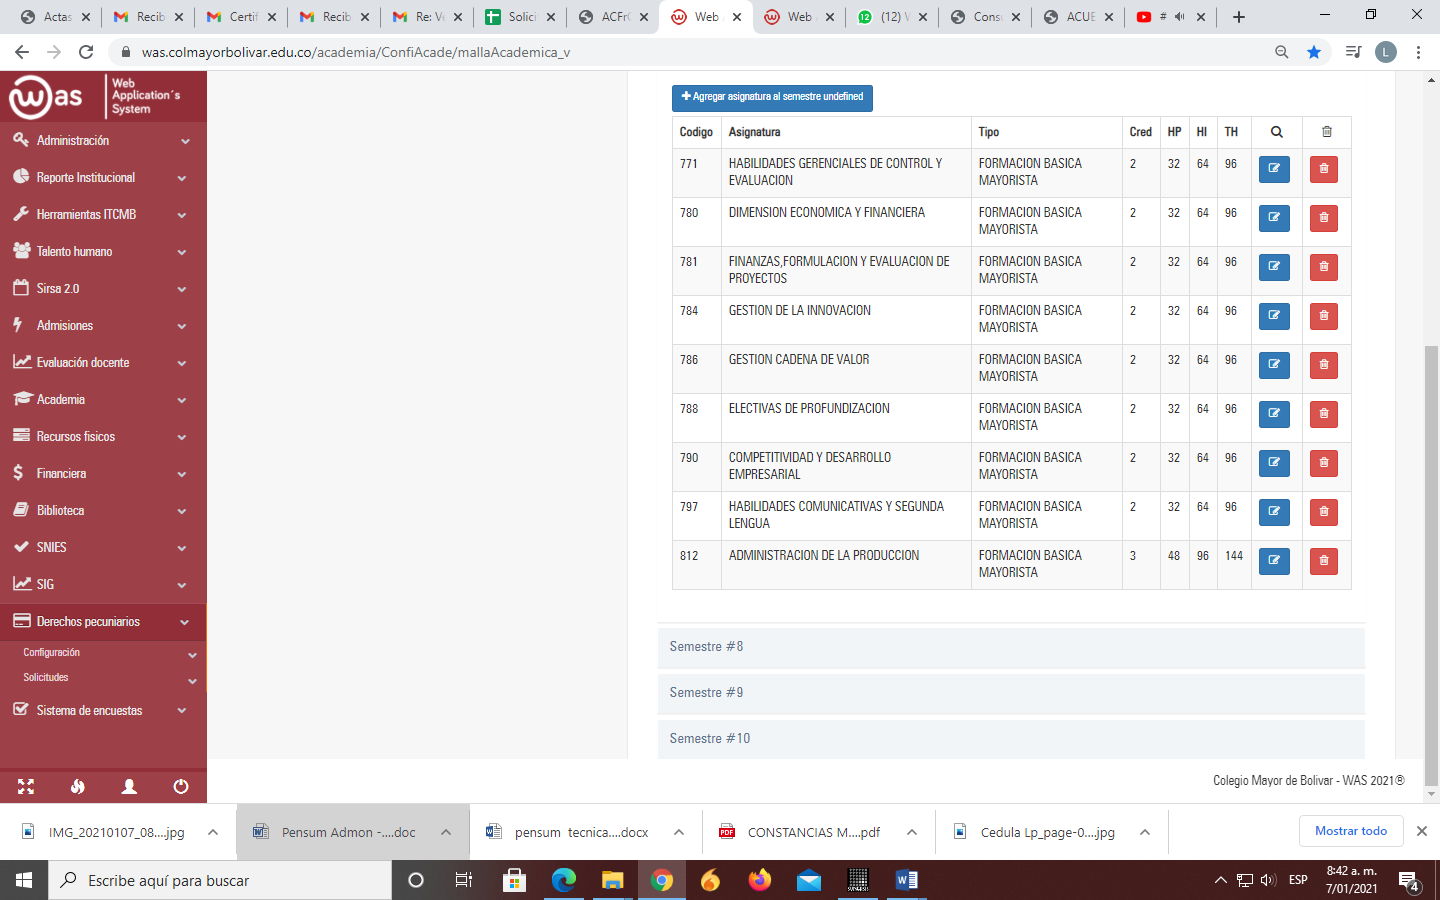 Actas
Recib
Certif
Recib
Re: Ve
Solici
ACFrO
Web
Web
(12) V
Cons
ACUE
#
was.colmayorbolivar.edu.co/academia/ConfiAcade/mallaAcademica_v
L
was
Web
Application´s
System
Administración
Reporte Institucional
Herramientas ITCMB
Talento humano
Sirsa 2.0
Admisiones
Evaluación docente
Academia
Recursos fisicos
Financiera
Biblioteca
SNIES
SIG
Derechos pecuniarios
Configuración
Solicitudes
Sistema de encuestas
Agregar asignatura al semestre undefined
Codigo Asignatura Tipo Cred HP HI TH
771 HABILIDADES GERENCIALES DE CONTROL Y FORMACION BASICA 2 32 64 96
EVALUACION MAYORISTA
780 DIMENSION ECONOMICA Y FINANCIERA FORMACION BASICA 2 32 64 96
MAYORISTA
781 FINANZAS,FORMULACION Y EVALUACION DE FORMACION BASICA 2 32 64 96
PROYECTOS MAYORISTA
784 GESTION DE LA INNOVACION FORMACION BASICA 2 32 64 96
MAYORISTA
786 GESTION CADENA DE VALOR FORMACION BASICA 2 32 64 96
MAYORISTA
788 ELECTIVAS DE PROFUNDIZACION FORMACION BASICA 2 32 64 96
MAYORISTA
790 COMPETITIVIDAD Y DESARROLLO FORMACION BASICA 2 32 64 96
EMPRESARIAL MAYORISTA
797 HABILIDADES COMUNICATIVAS Y SEGUNDA FORMACION BASICA 2 32 64 96
LENGUA MAYORISTA
812 ADMINISTRACION DE LA PRODUCCION FORMACION BASICA 3 48 96 144
MAYORISTA
Semestre #8
Semestre #9
Semestre #10
Colegio Mayor de Bolivar - WAS 2021®
IMG_20210107_08....jpg
Pensum Admon -....doc
pensum tecnica....docx
CONSTANCIAS M....pdf
Cedula Lp_page-0....jpg
Mostrar todo
Escribe aquí para buscar
ESP
8:42 a. m.
7/01/2021
4